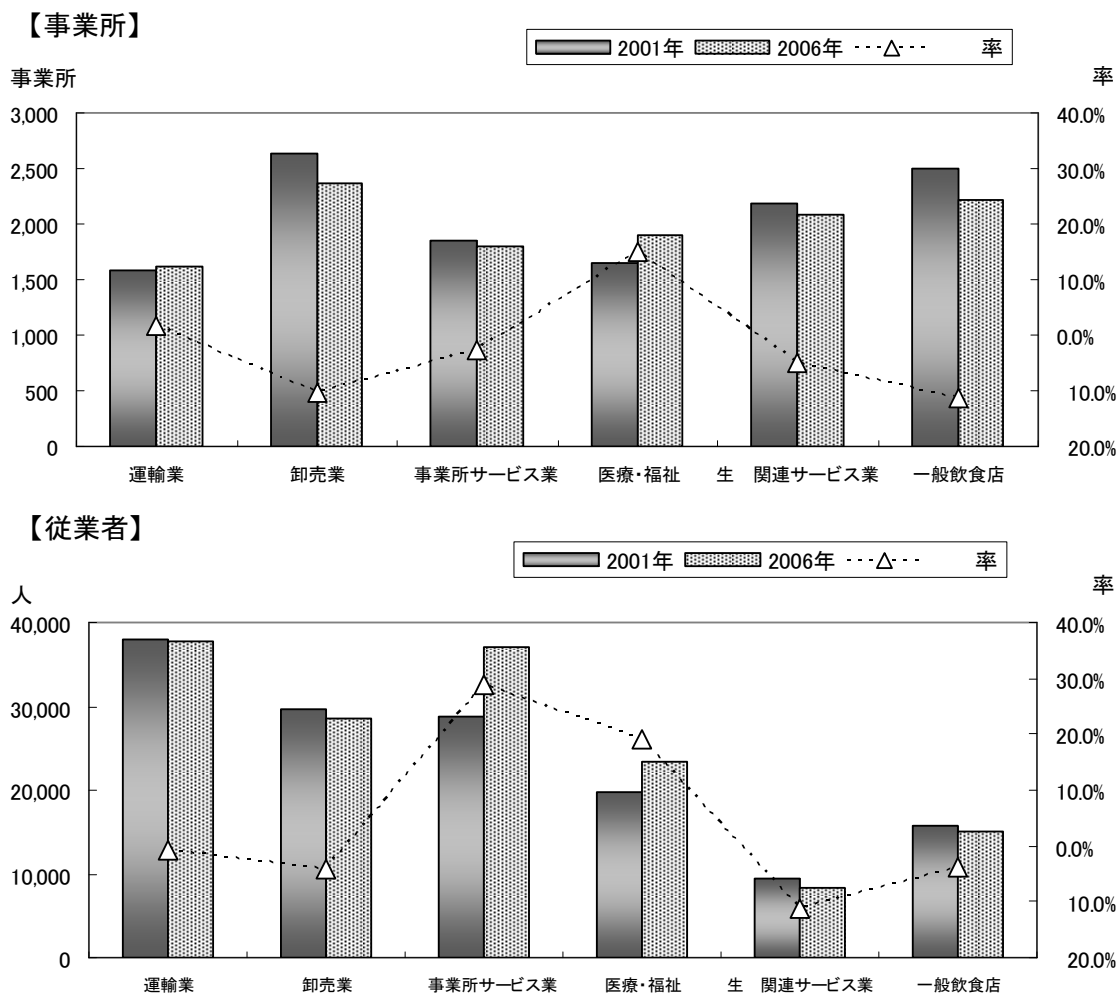 【事業所】
2001年 2006年 率
事業所 率
3,000 40.0%
2,500 30.0%
2,000 20.0%
1,500 10.0%
1,000 0.0%
500 10.0%
0 20.0%
運輸業 卸売業 事業所サービス業 医療・福祉 生 関連サービス業 一般飲食店
【従業者】
2001年 2006年 率
人 率
40,000 40.0%
30.0%
30,000
20.0%
20,000 10.0%
0.0%
10,000
10.0%
0 20.0%
運輸業 卸売業 事業所サービス業 医療・福祉 生 関連サービス業 一般飲食店